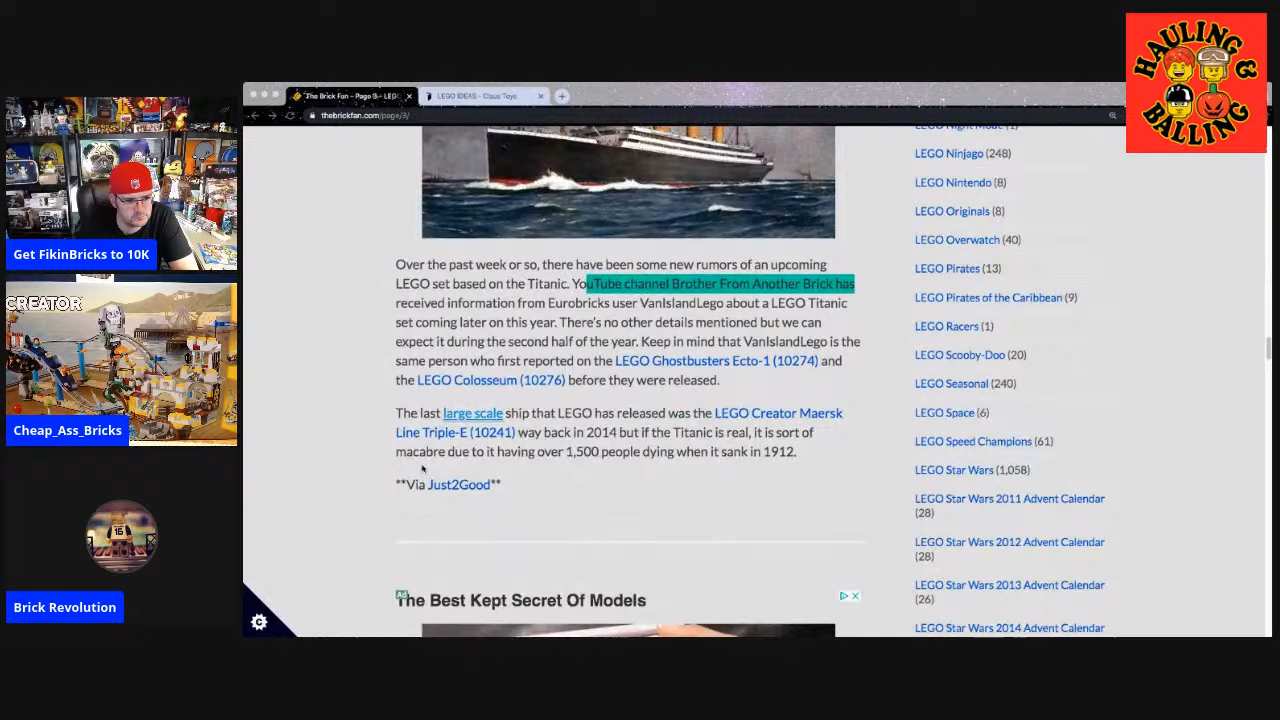 HAULING &
BALLING
The Brick Fan - Page 3 - LEGO
LEGO IDEAS - Claus Toys
thebrickfan.com/page/3/
Get FikinBricks to 10K
CREATOR
Cheap_Ass_Bricks
16
Brick Revolution
Over the past week or so, there have been some new rumors of an upcoming
LEGO set based on the Titanic. YouTube channel Brother From Another Brick has
received information from Eurobricks user VanIslandLego about a LEGO Titanic
set coming later on this year. There's no other details mentioned but we can
expect it during the second half of the year. Keep in mind that VanIslandLego is the
same person who first reported on the LEGO Ghostbusters Ecto-1 (10274) and
the LEGO Colosseum (10276) before they were released.
The last large scale ship that LEGO has released was the LEGO Creator Maersk
Line Triple-E (10241) way back in 2014 but if the Titanic is real, it is sort of
macabre due to it having over 1,500 people dying when it sank in 1912.
**Via Just2Good**
Ad
The Best Kept Secret Of Models
LEGO Night Mode (1)
LEGO Ninjago (248)
LEGO Nintendo (8)
LEGO Originals (8)
LEGO Overwatch (40)
LEGO Pirates (13)
LEGO Pirates of the Caribbean (9)
LEGO Racers (1)
LEGO Scooby-Doo (20)
LEGO Seasonal (240)
LEGO Space (6)
LEGO Speed Champions (61)
LEGO Star Wars (1,058)
LEGO Star Wars 2011 Advent Calendar
(28)
LEGO Star Wars 2012 Advent Calendar
(28)
LEGO Star Wars 2013 Advent Calendar
(26)
LEGO Star Wars 2014 Advent Calendar